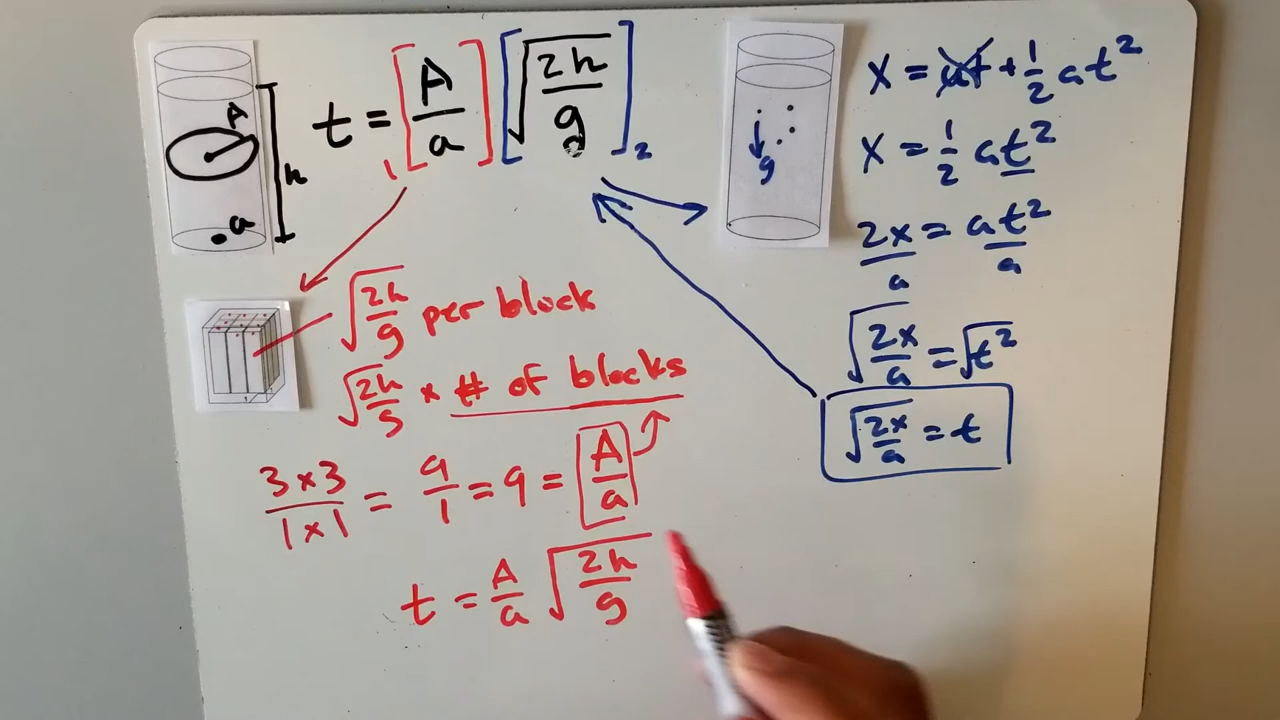 A
h
a
t = [A/a]₁ [√(2h/g)]₂
g
√(2h/g) per block
√(2h/g) × # of blocks
3×3/1×1 = 9/1 = 9 = A/a
t = A/a √(2h/g)
x = ut + 1/2 at²
x = 1/2 at²
2x/a = at²/a
√(2x/a) = √t²
√(2x/a) = t